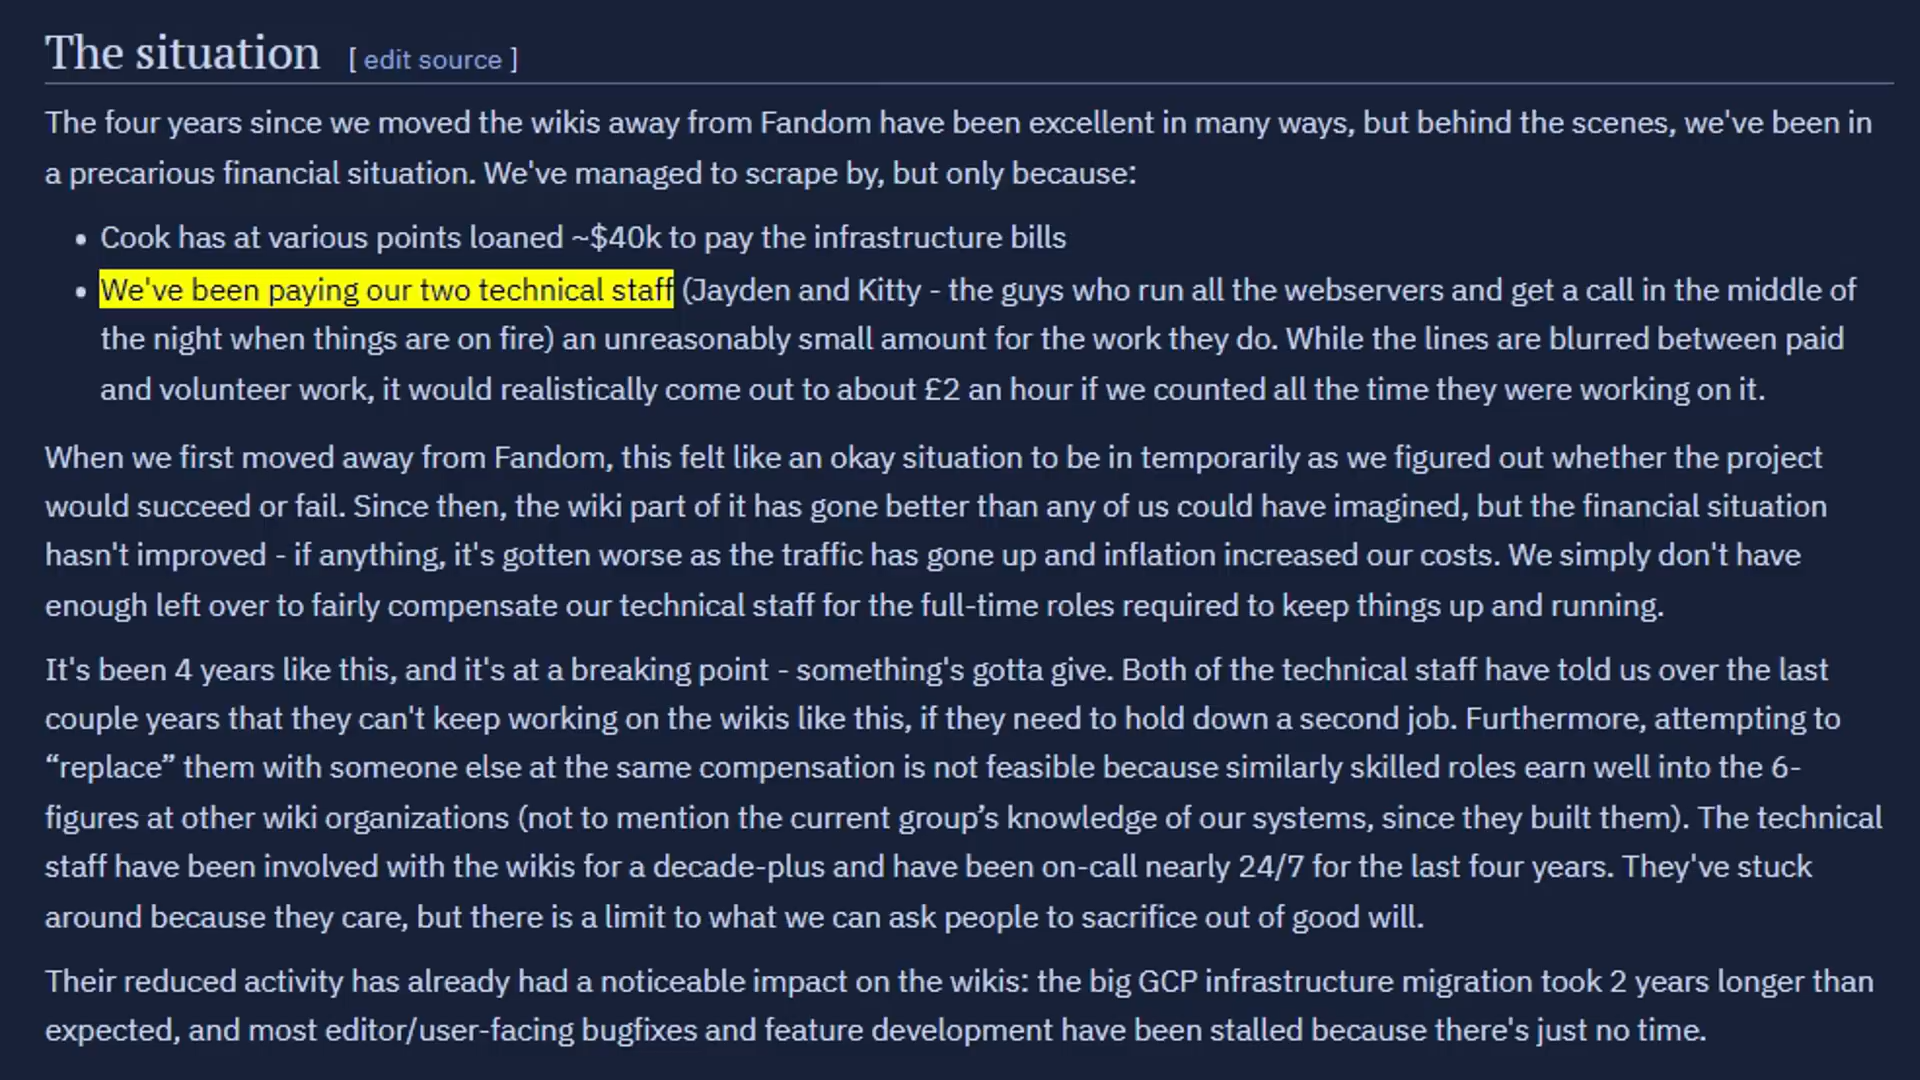 The situation [ edit source ]
The four years since we moved the wikis away from Fandom have been excellent in many ways, but behind the scenes, we've been in
a precarious financial situation. We've managed to scrape by, but only because:
• Cook has at various points loaned ~$40k to pay the infrastructure bills
• We've been paying our two technical staff (Jayden and Kitty - the guys who run all the webservers and get a call in the middle of
the night when things are on fire) an unreasonably small amount for the work they do. While the lines are blurred between paid
and volunteer work, it would realistically come out to about £2 an hour if we counted all the time they were working on it.
When we first moved away from Fandom, this felt like an okay situation to be in temporarily as we figured out whether the project
would succeed or fail. Since then, the wiki part of it has gone better than any of us could have imagined, but the financial situation
hasn't improved - if anything, it's gotten worse as the traffic has gone up and inflation increased our costs. We simply don't have
enough left over to fairly compensate our technical staff for the full-time roles required to keep things up and running.
It's been 4 years like this, and it's at a breaking point - something's gotta give. Both of the technical staff have told us over the last
couple years that they can't keep working on the wikis like this, if they need to hold down a second job. Furthermore, attempting to
“replace” them with someone else at the same compensation is not feasible because similarly skilled roles earn well into the 6-
figures at other wiki organizations (not to mention the current group’s knowledge of our systems, since they built them). The technical
staff have been involved with the wikis for a decade-plus and have been on-call nearly 24/7 for the last four years. They've stuck
around because they care, but there is a limit to what we can ask people to sacrifice out of good will.
Their reduced activity has already had a noticeable impact on the wikis: the big GCP infrastructure migration took 2 years longer than
expected, and most editor/user-facing bugfixes and feature development have been stalled because there's just no time.